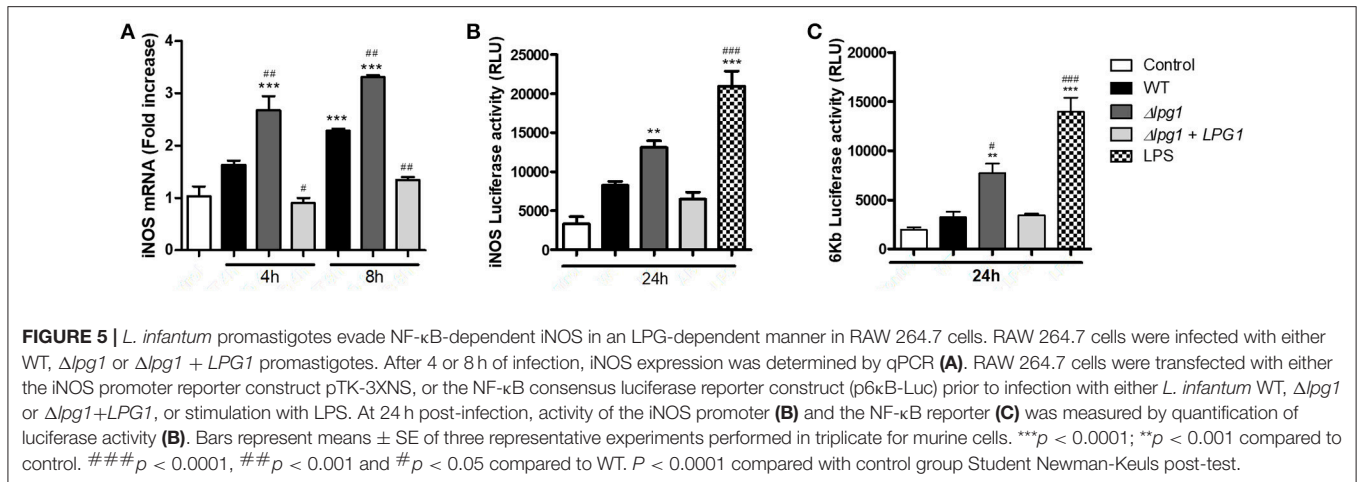 A
iNOS mRNA (Fold increase)
4
3
2
1
0
##
***
#
***
##
***
##
4h
8h
B
iNOS Luciferase activity (RLU)
25000
20000
15000
10000
5000
0
**
###
***
24h
C
6Kb Luciferase activity (RLU)
20000
15000
10000
5000
0
#
**
###
***
24h
Control
WT
Δlpg1
Δlpg1 + LPG1
LPS
FIGURE 5 | L. infantum promastigotes evade NF-κB-dependent iNOS in an LPG-dependent manner in RAW 264.7 cells. RAW 264.7 cells were infected with either
WT, Δlpg1 or Δlpg1 + LPG1 promastigotes. After 4 or 8 h of infection, iNOS expression was determined by qPCR (A). RAW 264.7 cells were transfected with either
the iNOS promoter reporter construct pTK-3XNS, or the NF-κB consensus luciferase reporter construct (p6κB-Luc) prior to infection with either L. infantum WT, Δlpg1
or Δlpg1+LPG1, or stimulation with LPS. At 24 h post-infection, activity of the iNOS promoter (B) and the NF-κB reporter (C) was measured by quantification of
luciferase activity (B). Bars represent means ± SE of three representative experiments performed in triplicate for murine cells. ***p < 0.0001; **p < 0.001 compared to
control. ###p < 0.0001, ##p < 0.001 and #p < 0.05 compared to WT. P < 0.0001 compared with control group Student Newman-Keuls post-test.